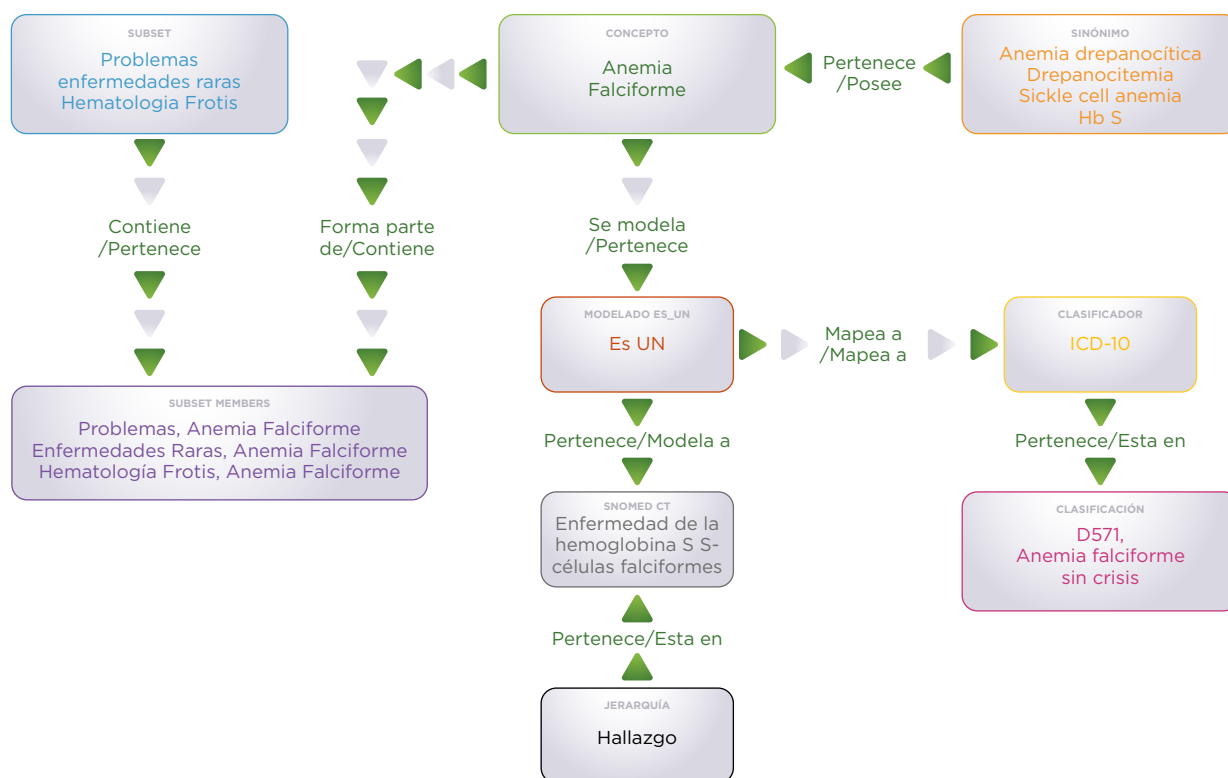 SUBSET
Problemas
enfermedades raras
Hematologia Frotis
CONCEPTO
Anemia
Falciforme
Pertenece
/Posee
SINÓNIMO
Anemia drepanocítica
Drepanocitemia
Sickle cell anemia
Hb S
Contiene
/Pertenece
Forma parte
de/Contiene
Se modela
/Pertenece
MODELADO ES_UN
Es UN
Mapea a
/Mapea a
CLASIFICADOR
ICD-10
SUBSET MEMBERS
Problemas, Anemia Falciforme
Enfermedades Raras, Anemia Falciforme
Hematología Frotis, Anemia Falciforme
Pertenece/Modela a
Pertenece/Esta en
SNOMED CT
Enfermedad de la
hemoglobina S S-
células falciformes
CLASIFICACIÓN
D571,
Anemia falciforme
sin crisis
Pertenece/Esta en
JERARQUÍA
Hallazgo